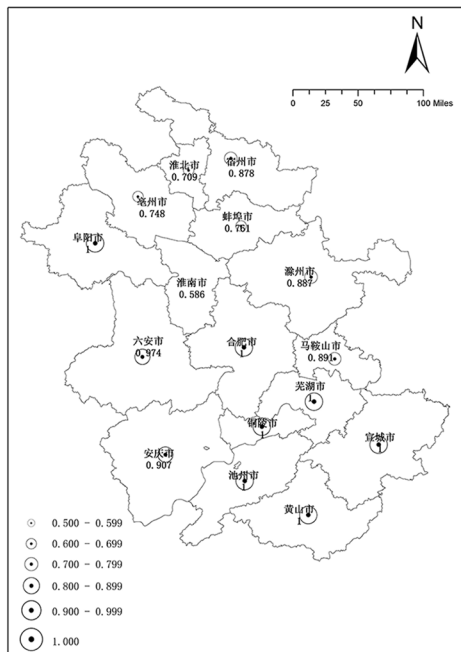 N
0 25 50 100 Miles
淮北市
0.709
宿州市
0.878
亳州市
0.748
蚌埠市
0.761
阜阳市
1
滁州市
0.887
淮南市
0.586
六安市
0.974
合肥市
1
马鞍山市
0.891
芜湖市
1
铜陵市
1
宣城市
1
安庆市
0.907
池州市
1
黄山市
1
0.500 - 0.599
0.600 - 0.699
0.700 - 0.799
0.800 - 0.899
0.900 - 0.999
1.000